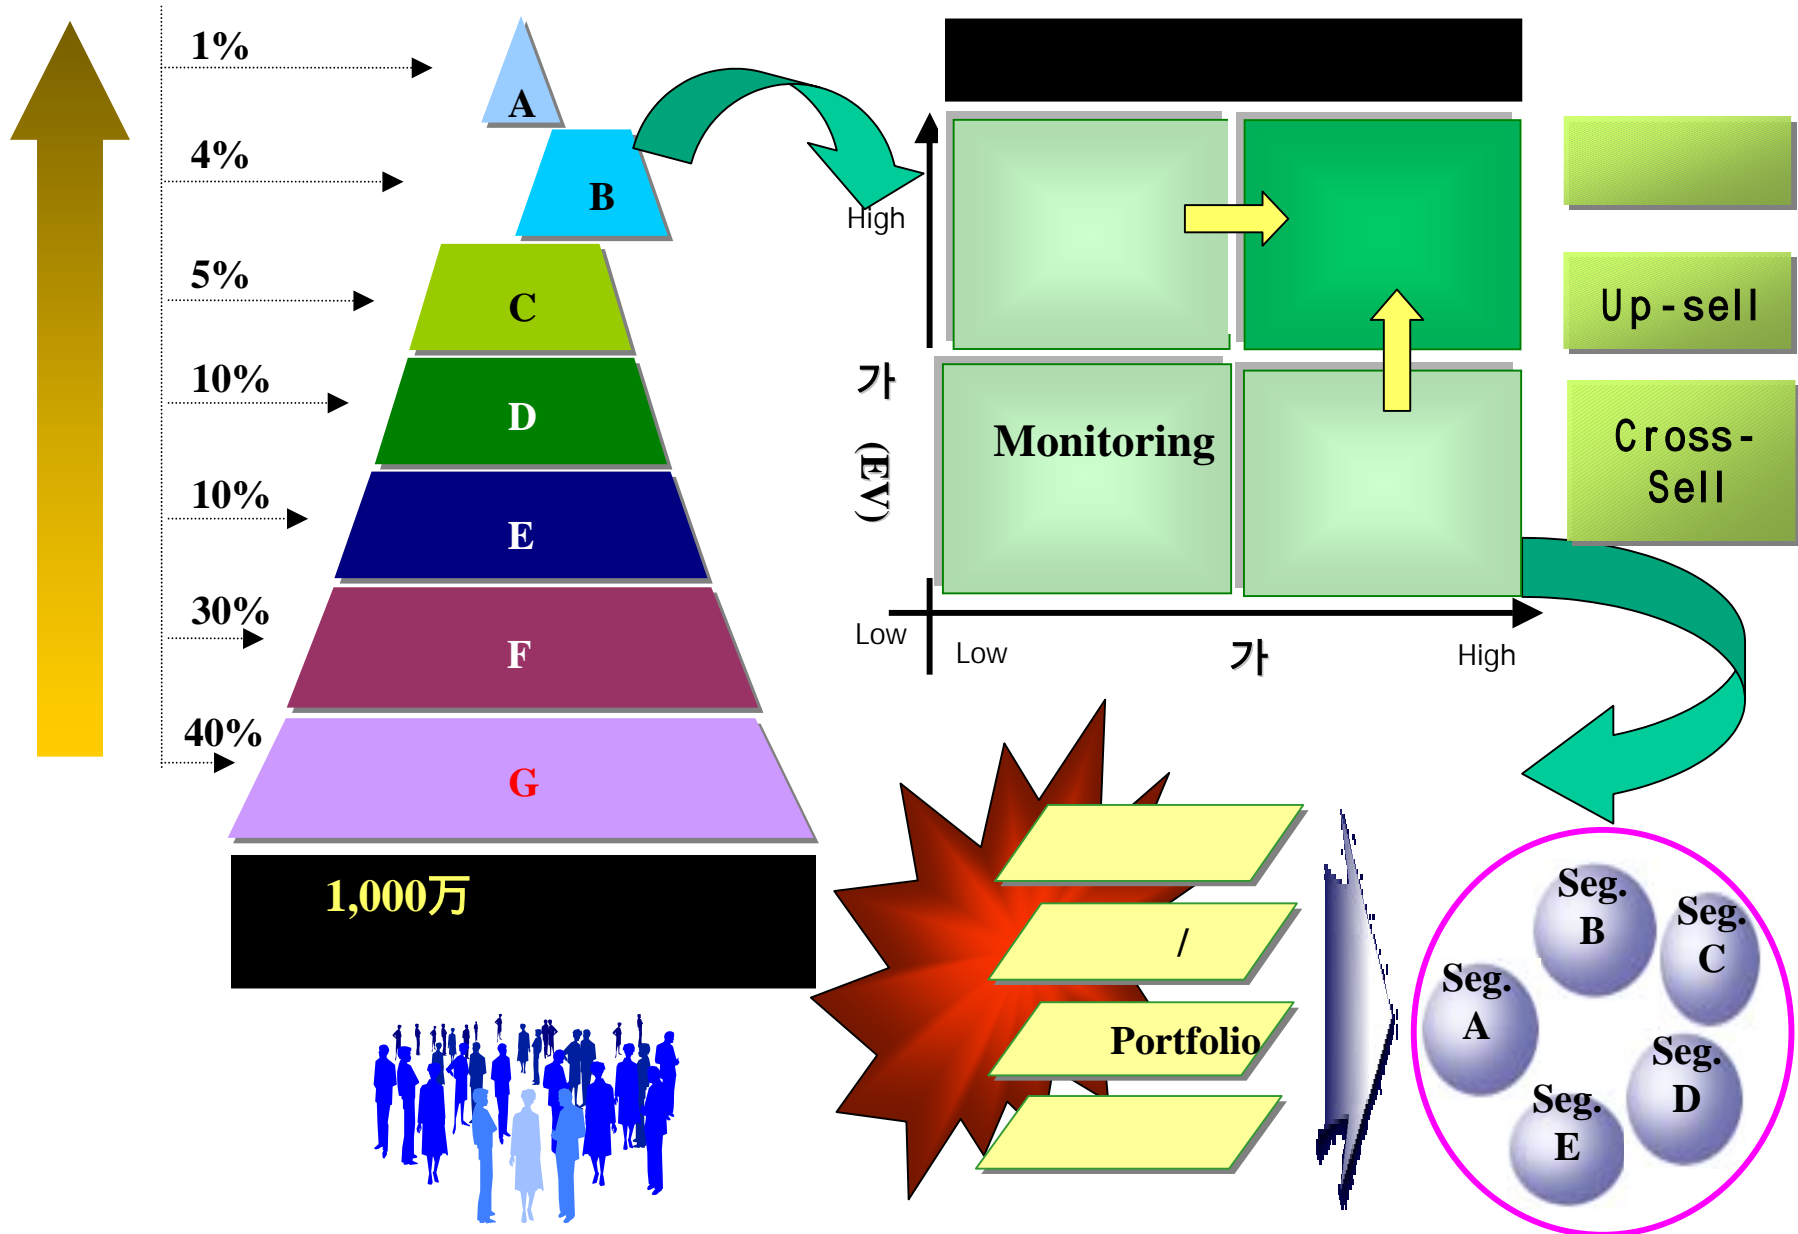 1%
A
4%
B
5%
C
10%
D
10%
E
30%
F
40%
G
1,000万
High
가
(EV)
Low
Low
가
High
Monitoring
Up-sell
Cross-
Sell
/
Portfolio
Seg.
B
Seg.
C
Seg.
A
Seg.
D
Seg.
E